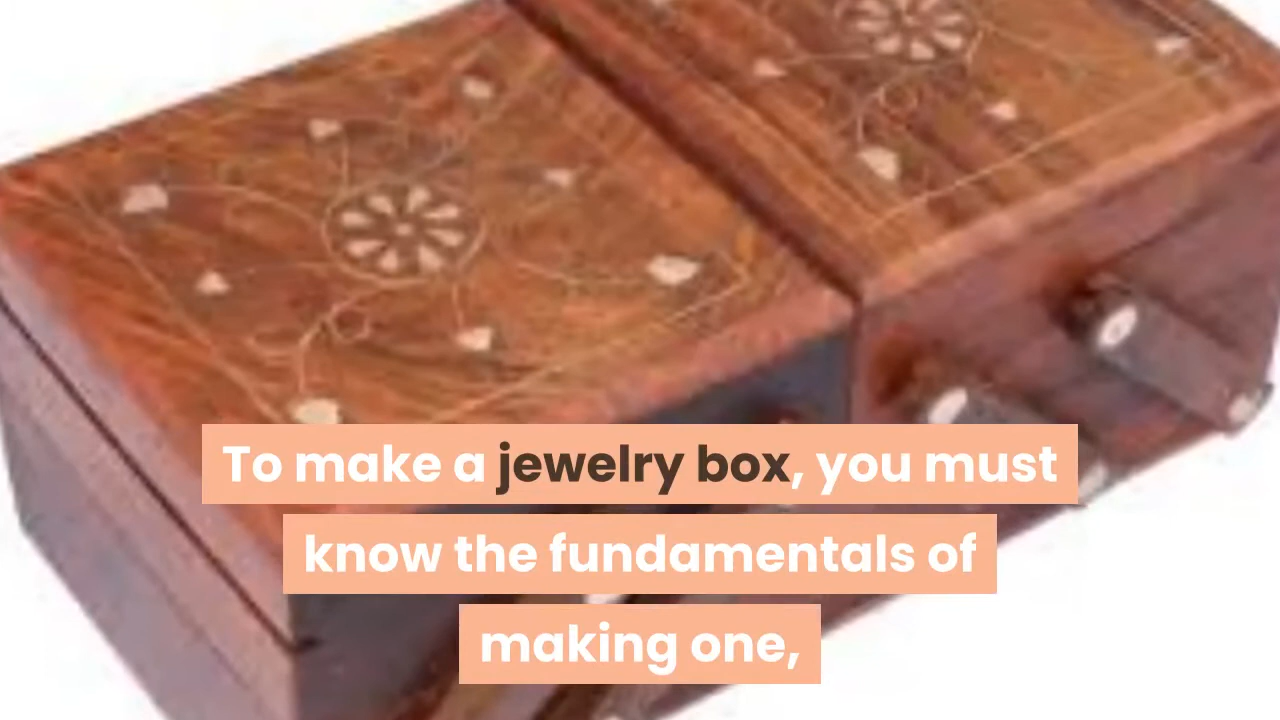 To make a jewelry box, you must
know the fundamentals of
making one,